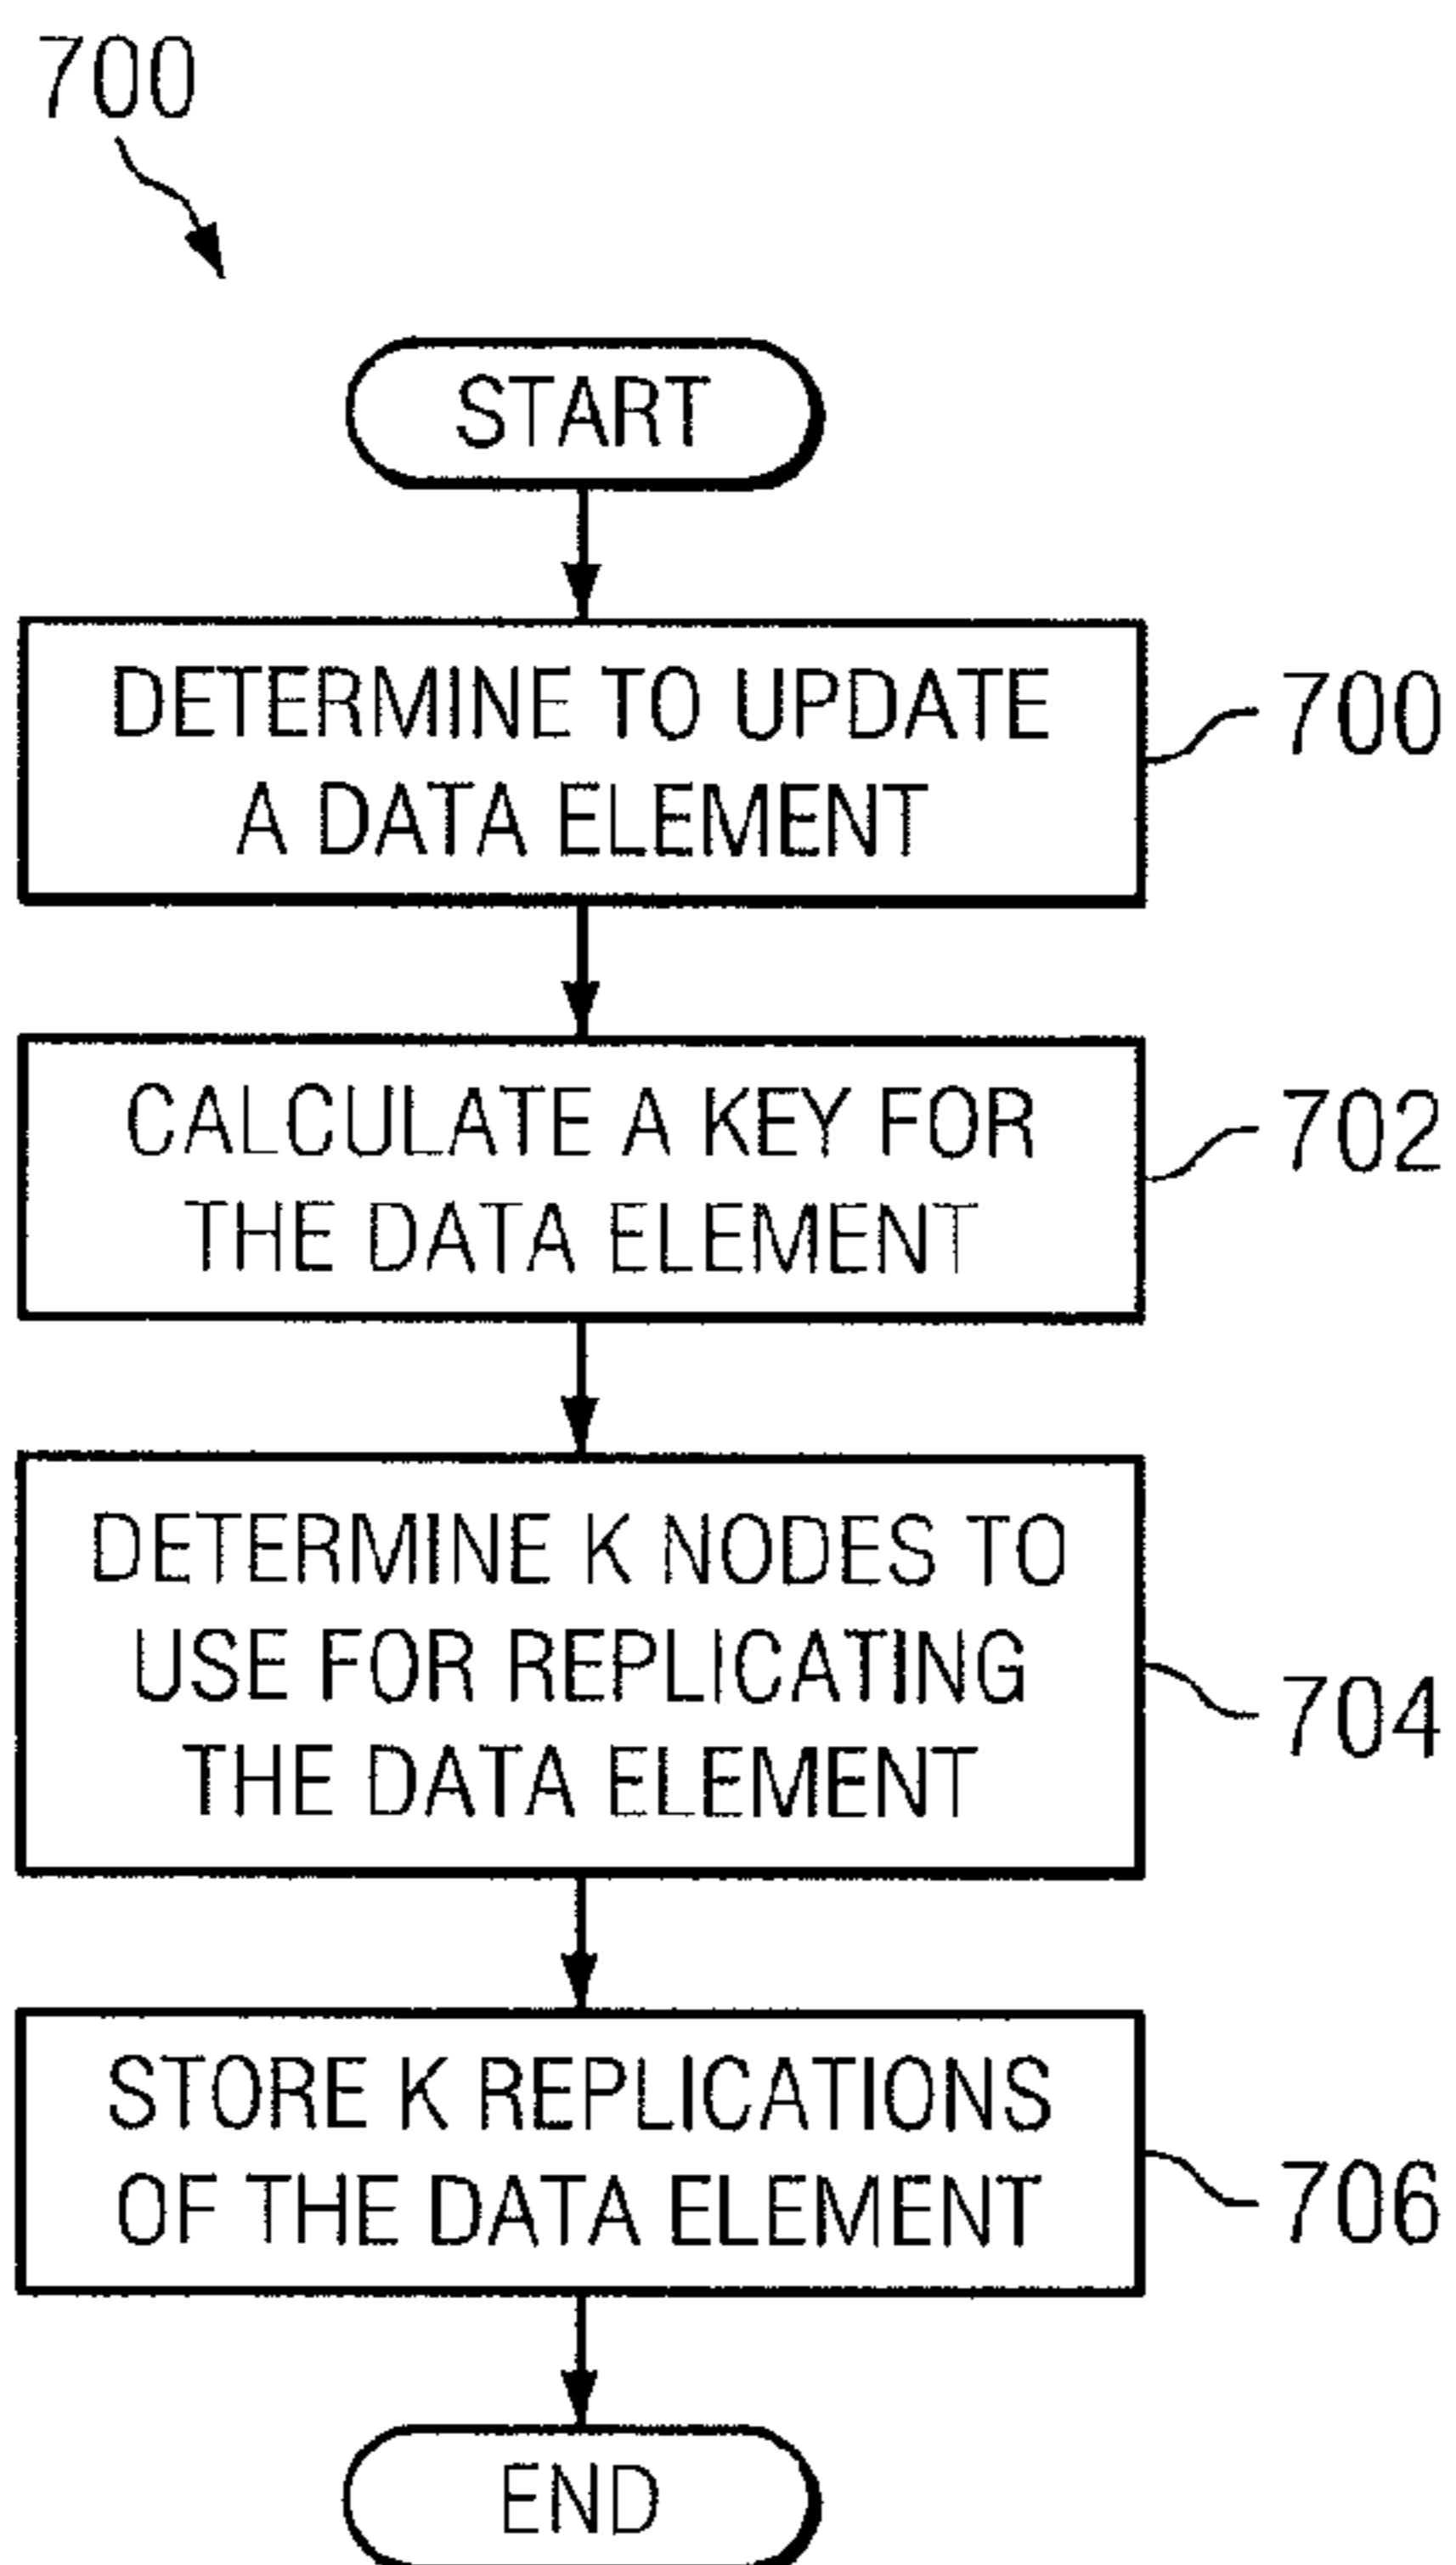 700
START
DETERMINE TO UPDATE
A DATA ELEMENT
700
CALCULATE A KEY FOR
THE DATA ELEMENT
702
DETERMINE K NODES TO
USE FOR REPLICATING
THE DATA ELEMENT
704
STORE K REPLICATIONS
OF THE DATA ELEMENT
706
END